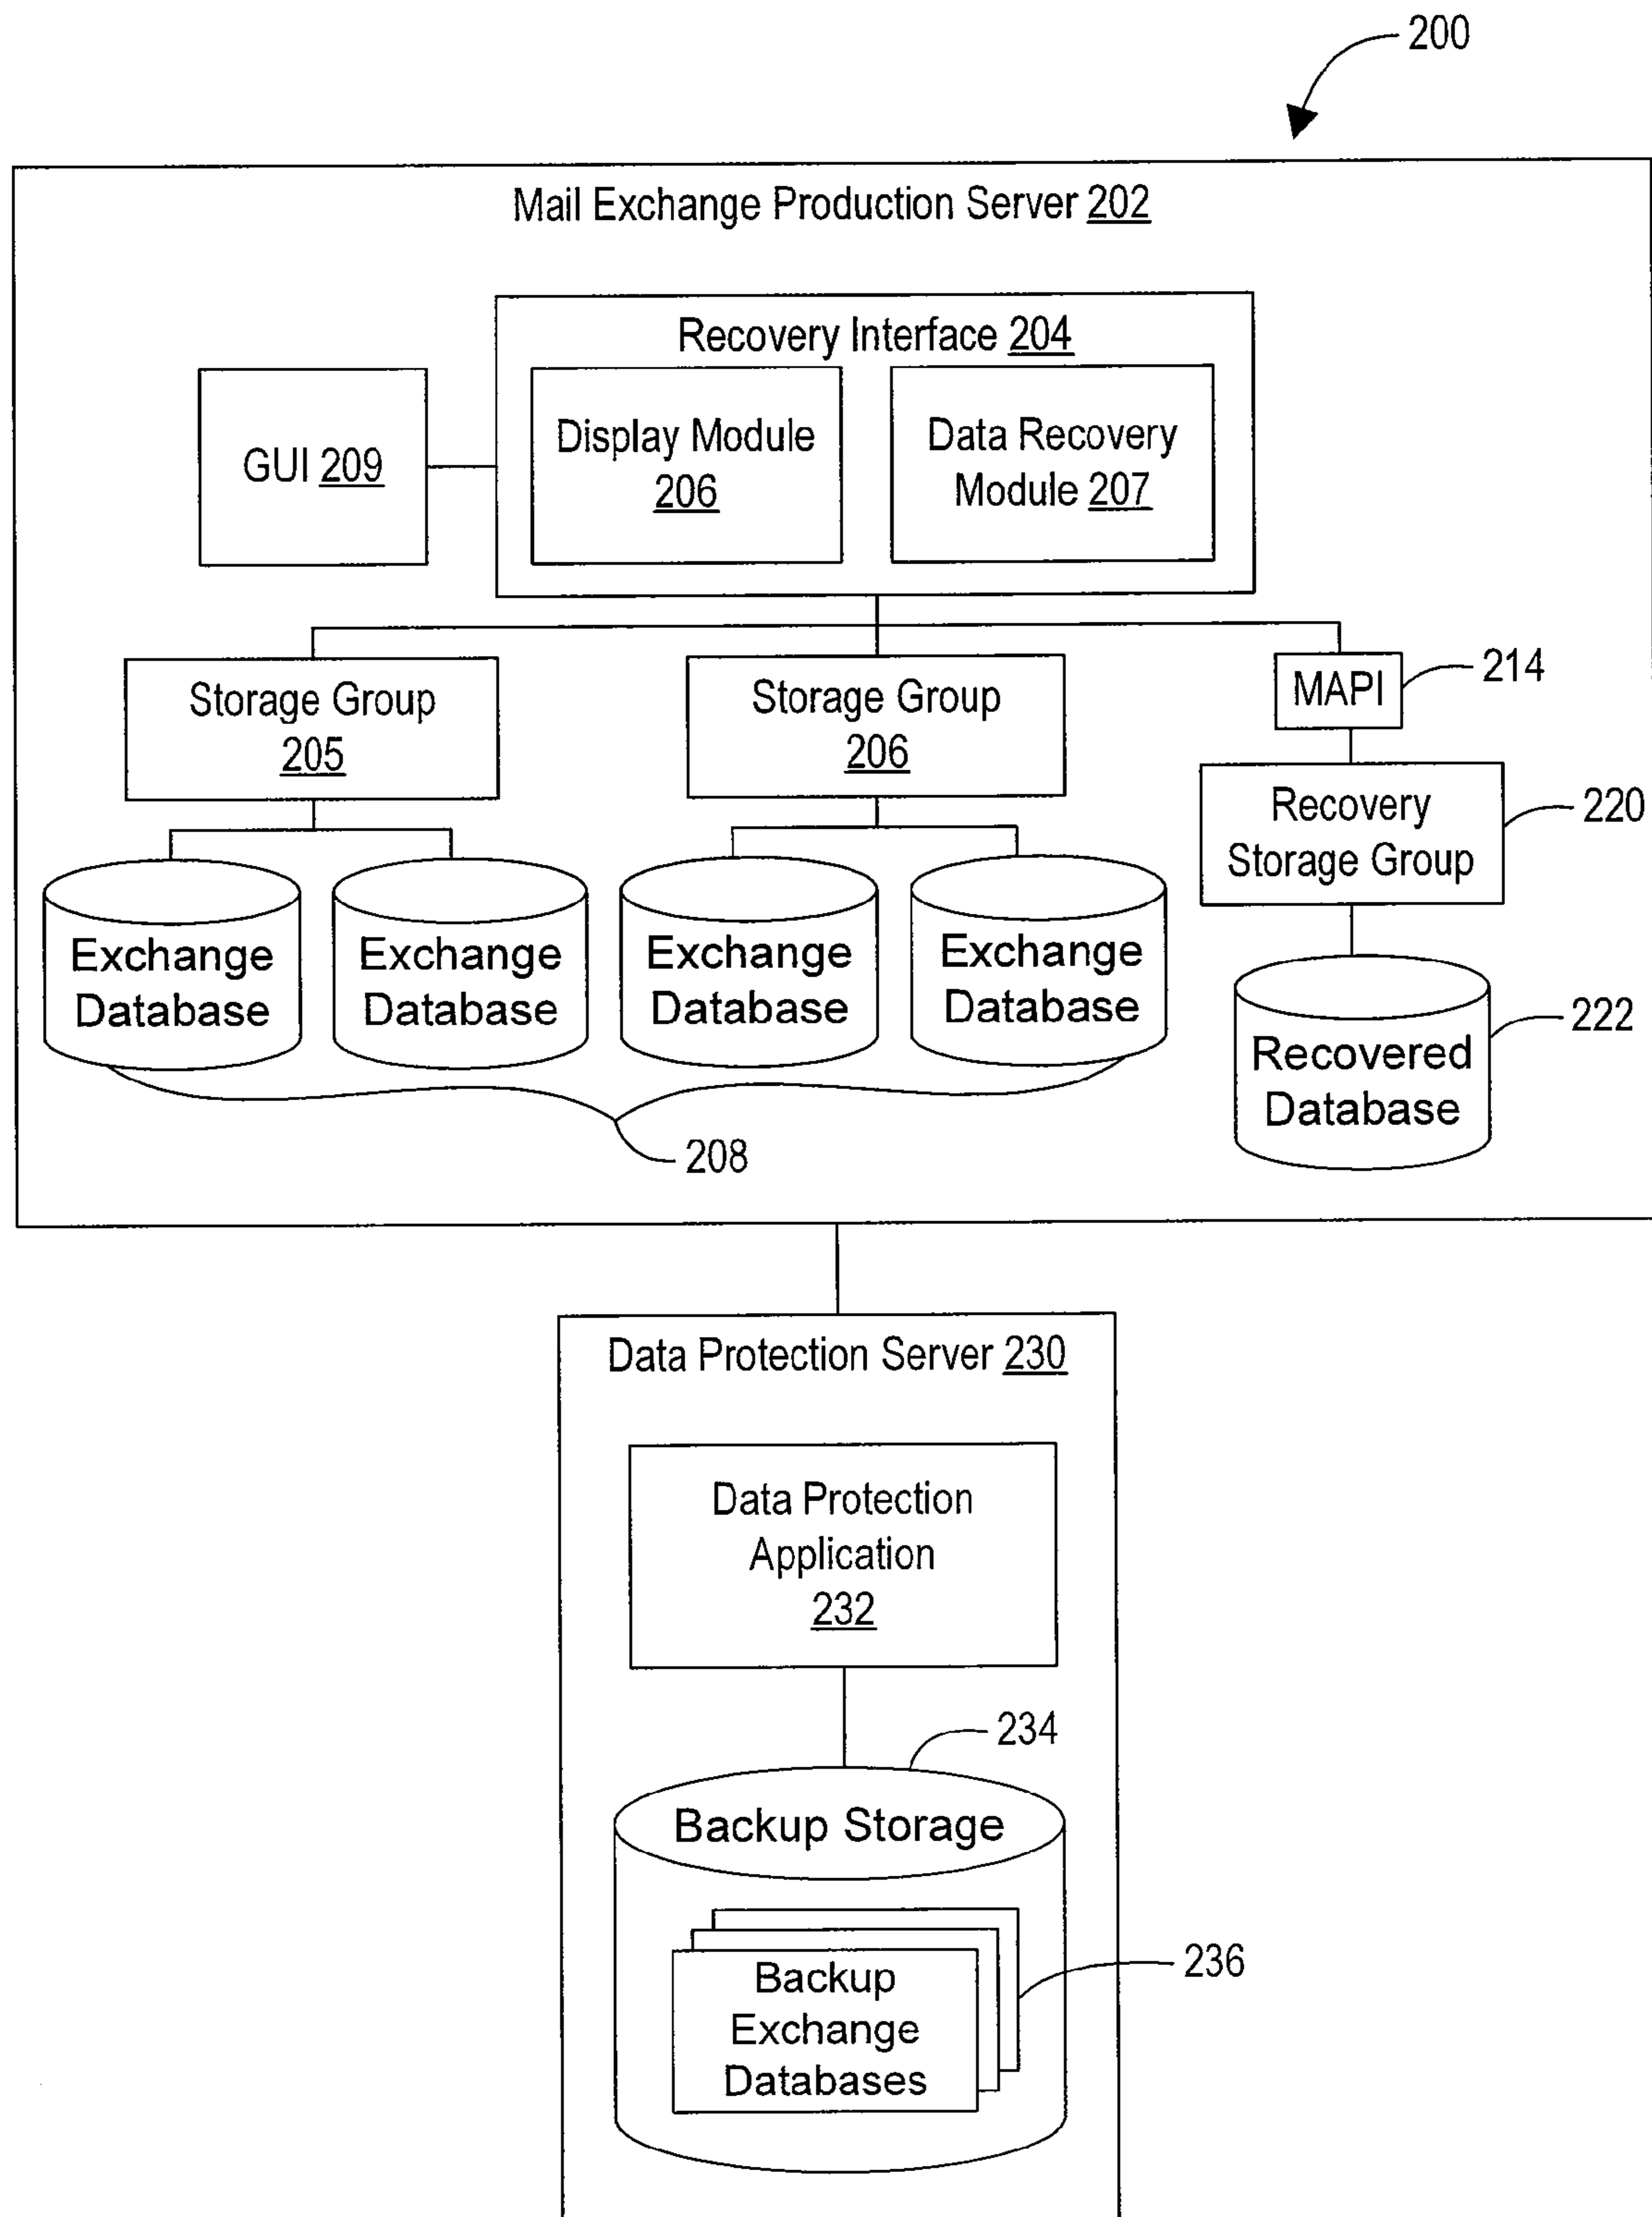 200
Mail Exchange Production Server 202
Recovery Interface 204
GUI 209
Display Module
206
Data Recovery
Module 207
Storage Group
205
Storage Group
206
MAPI
214
Recovery
Storage Group
220
Exchange
Database
Exchange
Database
Exchange
Database
Exchange
Database
Recovered
Database
222
208
Data Protection Server 230
Data Protection
Application
232
234
Backup Storage
Backup
Exchange
Databases
236